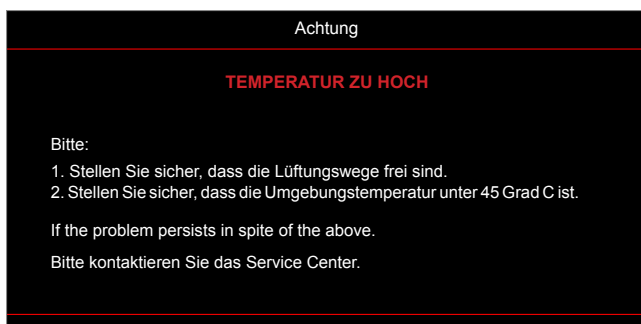 Achtung
TEMPERATUR ZU HOCH
Bitte:
1. Stellen Sie sicher, dass die Lüftungswege frei sind.
2. Stellen Sie sicher, dass die Umgebungstemperatur unter 45 Grad C ist.
If the problem persists in spite of the above.
Bitte kontaktieren Sie das Service Center.